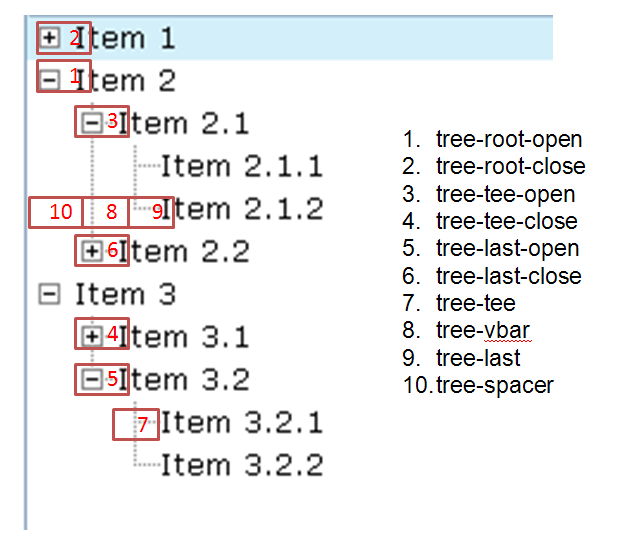 2 Item 1
1 Item 2
3 Item 2.1
Item 2.1.1
10 8 9 Item 2.1.2
6 Item 2.2
Item 3
4 Item 3.1
5 Item 3.2
7 Item 3.2.1
Item 3.2.2
1. tree-root-open
2. tree-root-close
3. tree-tee-open
4. tree-tee-close
5. tree-last-open
6. tree-last-close
7. tree-tee
8. tree-vbar
9. tree-last
10. tree-spacer